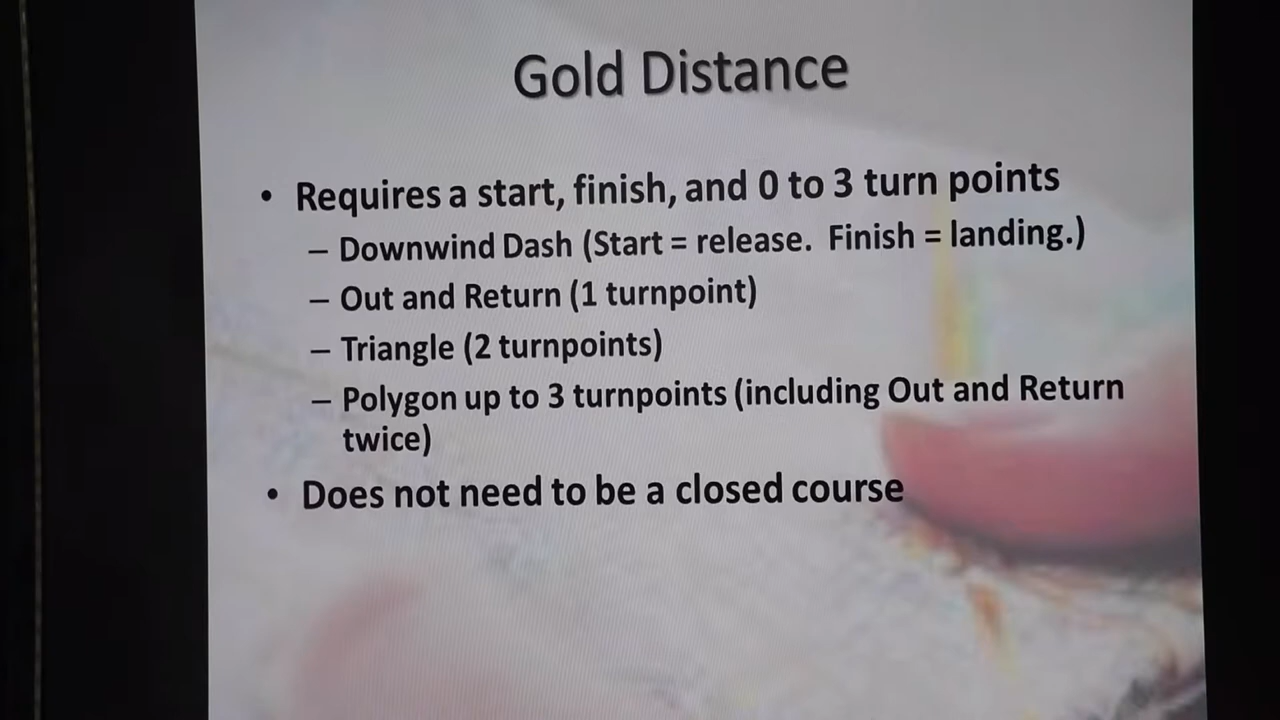 Gold Distance
• Requires a start, finish, and 0 to 3 turn points
– Downwind Dash (Start = release.  Finish = landing.)
– Out and Return (1 turnpoint)
– Triangle (2 turnpoints)
– Polygon up to 3 turnpoints (including Out and Return
twice)
• Does not need to be a closed course